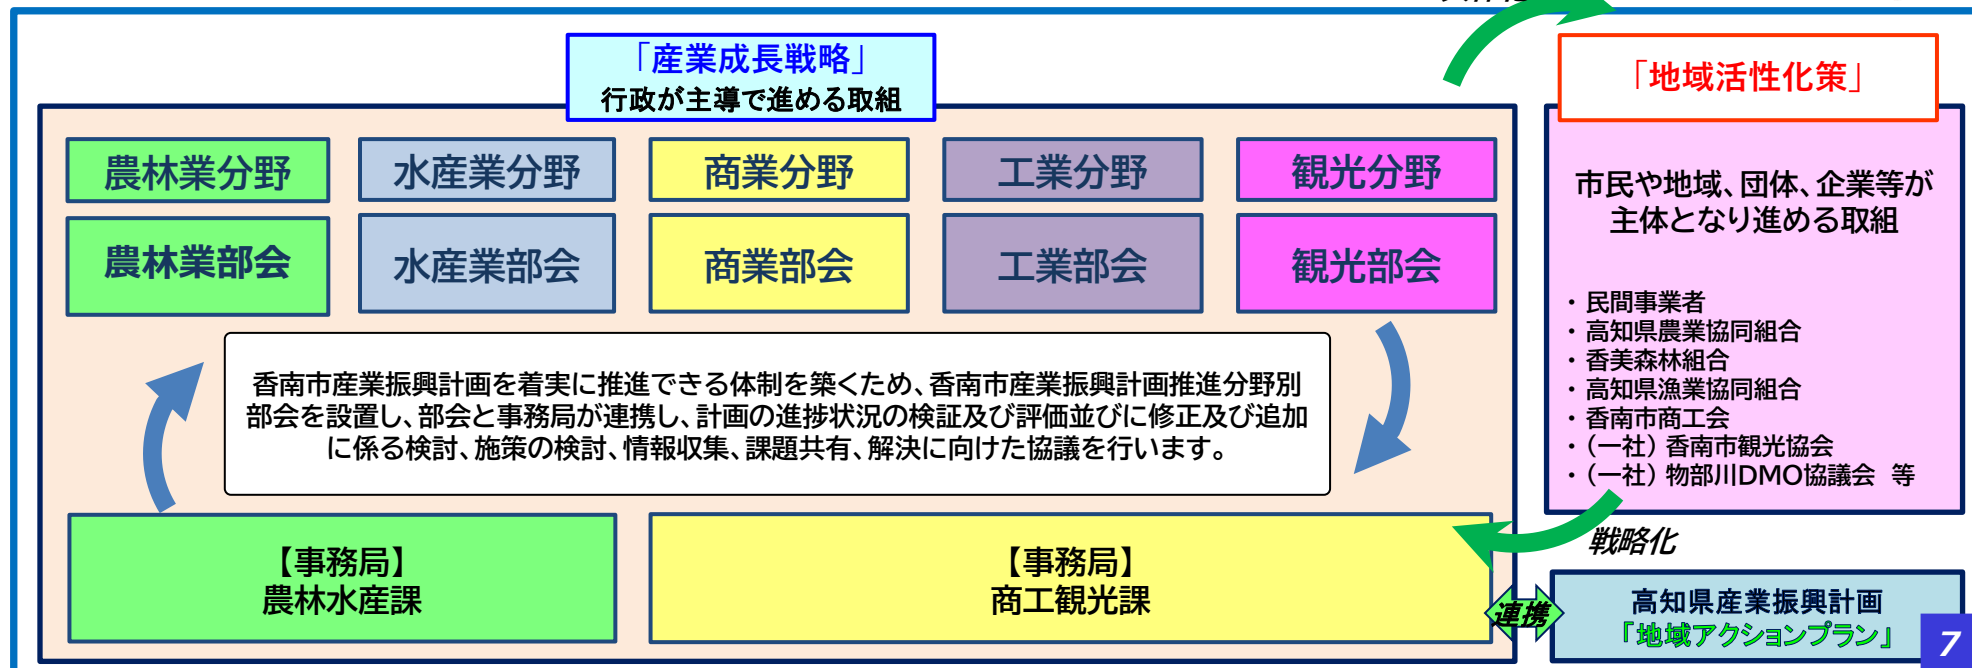 「産業成長戦略」
行政が主導で進める取組
農林業分野
水産業分野
商業分野
工業分野
観光分野
農林業部会
水産業部会
商業部会
工業部会
観光部会
香南市産業振興計画を着実に推進できる体制を築くため、香南市産業振興計画推進分野別
部会を設置し、部会と事務局が連携し、計画の進捗状況の検証及び評価並びに修正及び追加
に係る検討、施策の検討、情報収集、課題共有、解決に向けた協議を行います。
【事務局】
農林水産課
【事務局】
商工観光課
「地域活性化策」
市民や地域、団体、企業等が
主体となり進める取組
・ 民間事業者
・ 高知県農業協同組合
・ 香美森林組合
・ 高知県漁業協同組合
・ 香南市商工会
・（一社）香南市観光協会
・（一社）物部川DMO協議会　等
戦略化
連携
高知県産業振興計画
「地域アクションプラン」
7